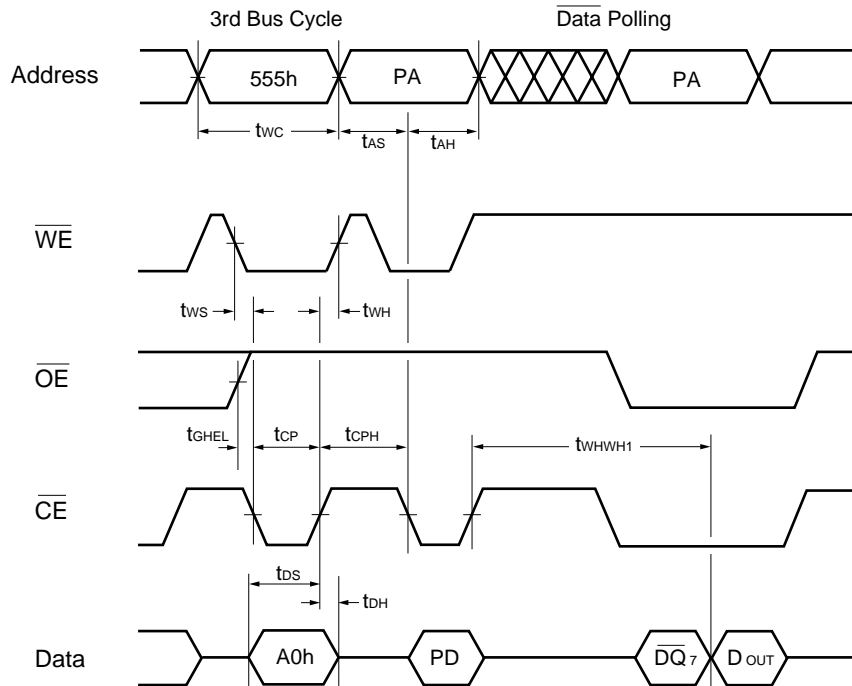 3rd Bus Cycle
Data Polling
Address
555h
PA
PA
tWC
tAS
tAH
WE
tWS
tWH
OE
tGHEL
tCP
tCPH
tWHWH1
CE
tDS
tDH
Data
A0h
PD
DQ7
DOUT